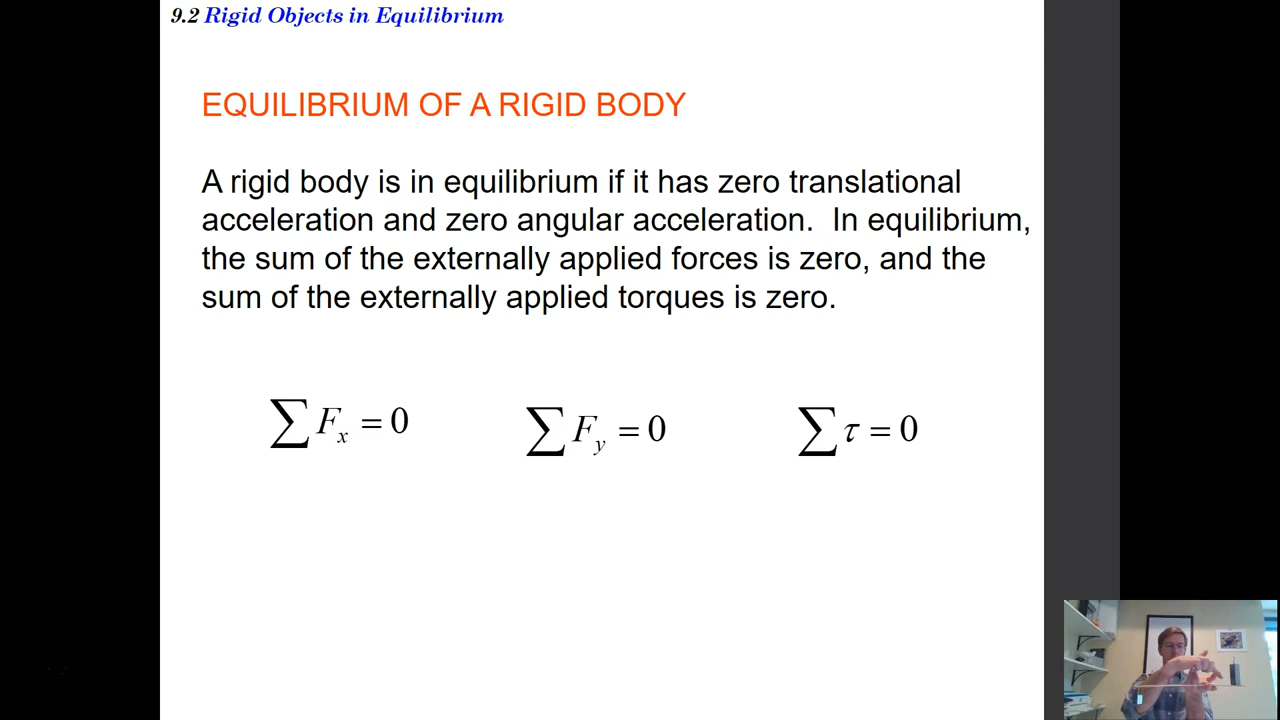 9.2 Rigid Objects in Equilibrium
EQUILIBRIUM OF A RIGID BODY
A rigid body is in equilibrium if it has zero translational
acceleration and zero angular acceleration.  In equilibrium,
the sum of the externally applied forces is zero, and the
sum of the externally applied torques is zero.
∑ Fₓ = 0   ∑ F_y = 0   ∑ τ = 0